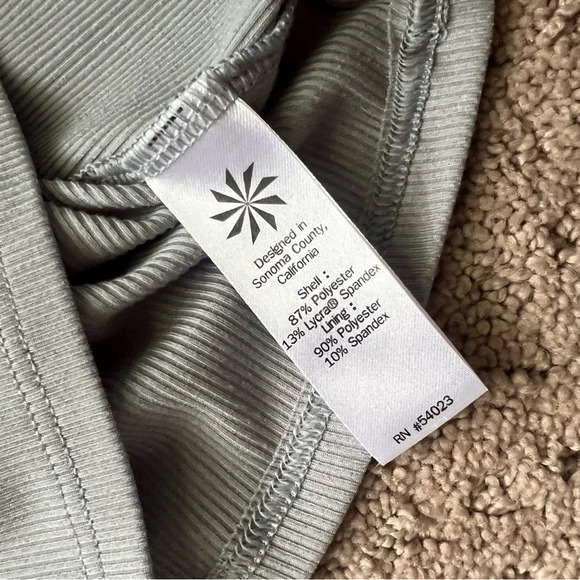 Designed in
Sonoma County,
California
Shell :
87% Polyester
13% Lycra® Spandex
Lining :
90% Polyester
10% Spandex
RN #54023